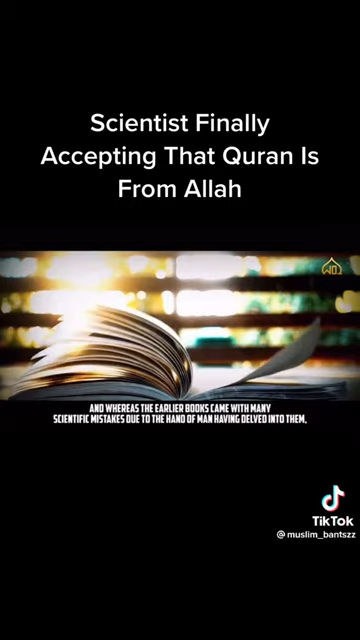 Scientist Finally
Accepting That Quran Is
From Allah
AND WHEREAS THE EARLIER BOOKS CAME WITH MANY
SCIENTIFIC MISTAKES DUE TO THE HAND OF MAN HAVING DELVED INTO THEM,
TikTok
@muslim_bantszz